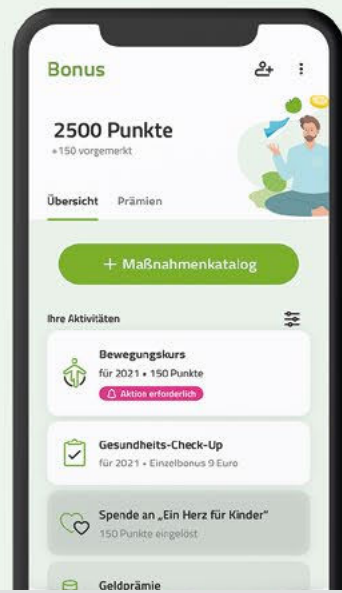 Bonus
2500 Punkte
+150 vorgemerkt
Übersicht Prämien
+ Maßnahmenkatalog
Ihre Aktivitäten
Bewegungskurs
für 2021 • 150 Punkte
Aktion erforderlich
Gesundheits-Check-Up
für 2021 • Einzelbonus 9 Euro
Spende an „Ein Herz für Kinder"
150 Punkte eingelöst
Geldprämie